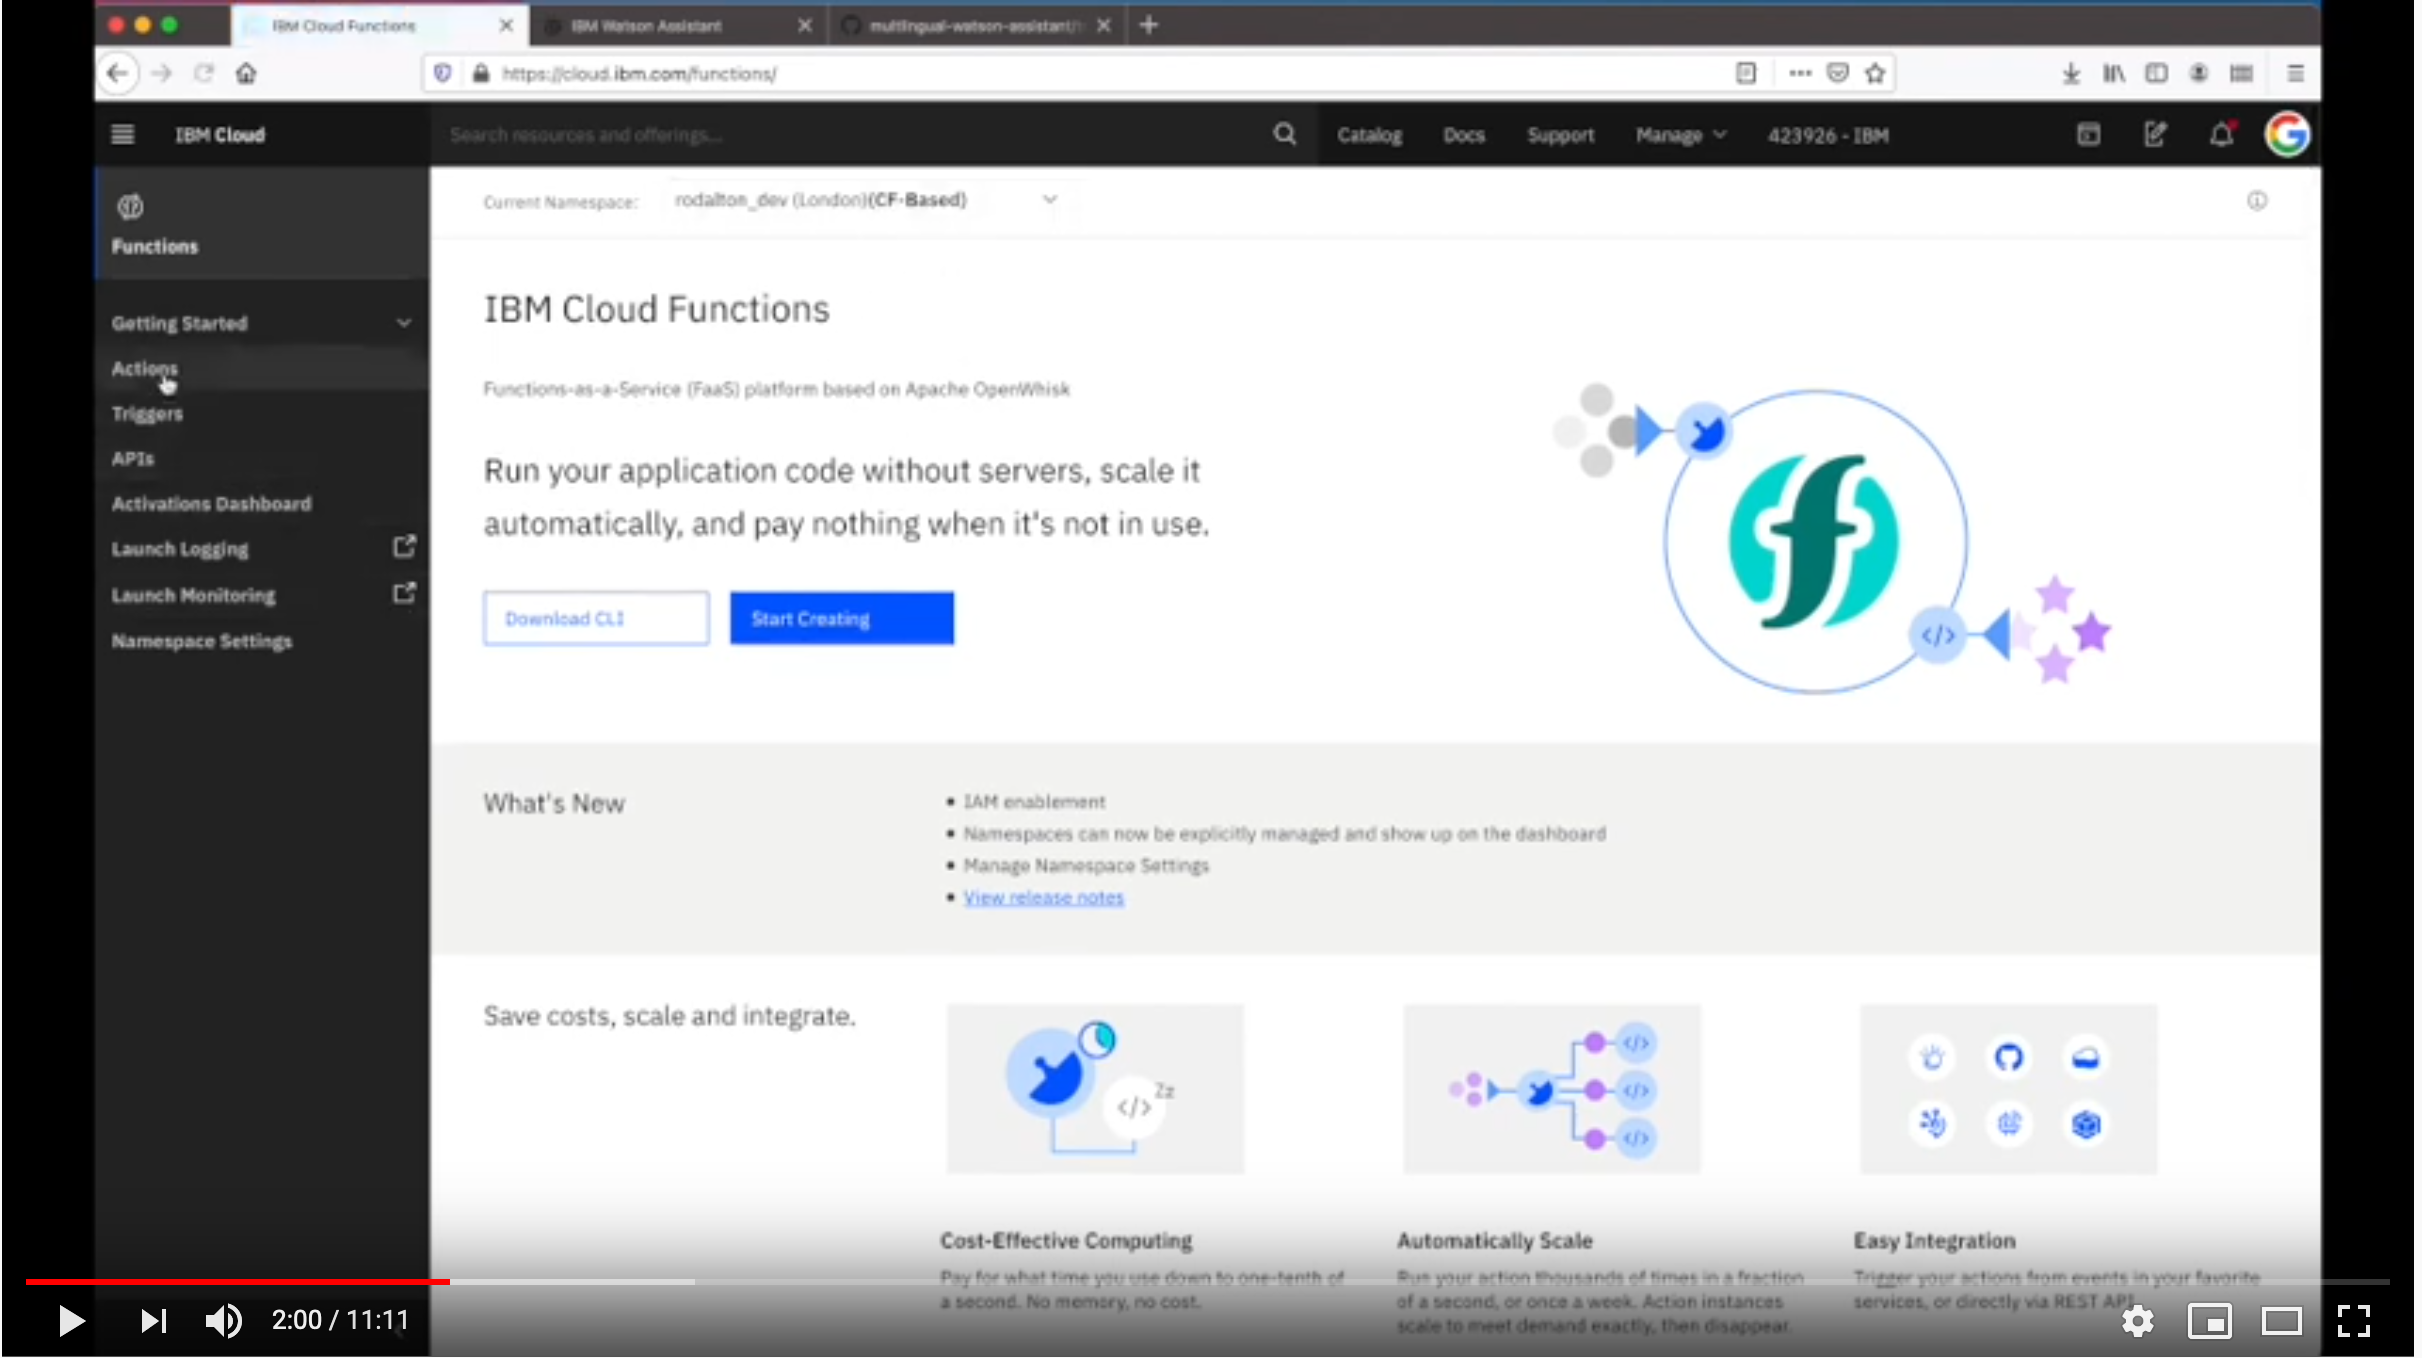 IBM Cloud Functions
IBM Watson Assistant
multlingual-watson-assistant/
https://cloud.ibm.com/functions/
IBM Cloud
Search resources and offerings...
Catalog
Docs
Support
Manage
423926 - IBM
Functions
Getting Started
Actions
Triggers
APIs
Activations Dashboard
Launch Logging
Launch Monitoring
Namespace Settings
Current Namespace:
rodalton_dev (London)(CF-Based)
IBM Cloud Functions
Functions-as-a-Service (FaaS) platform based on Apache OpenWhisk
Run your application code without servers, scale it
automatically, and pay nothing when it's not in use.
Download CLI
Start Creating
</>
What's New
• IAM enablement
• Namespaces can now be explicitly managed and show up on the dashboard
• Manage Namespace Settings
• View release notes
Save costs, scale and integrate.
</>
Zz
</>
</>
</>
Cost-Effective Computing
Pay for what time you use down to one-tenth of
a second. No memory, no cost.
Automatically Scale
Run your action thousands of times in a fraction
of a second, or once a week. Action instances
scale to meet demand exactly, then disappear.
Easy Integration
Trigger your actions from events in your favorite
services, or directly via REST API.
2:00 / 11:11